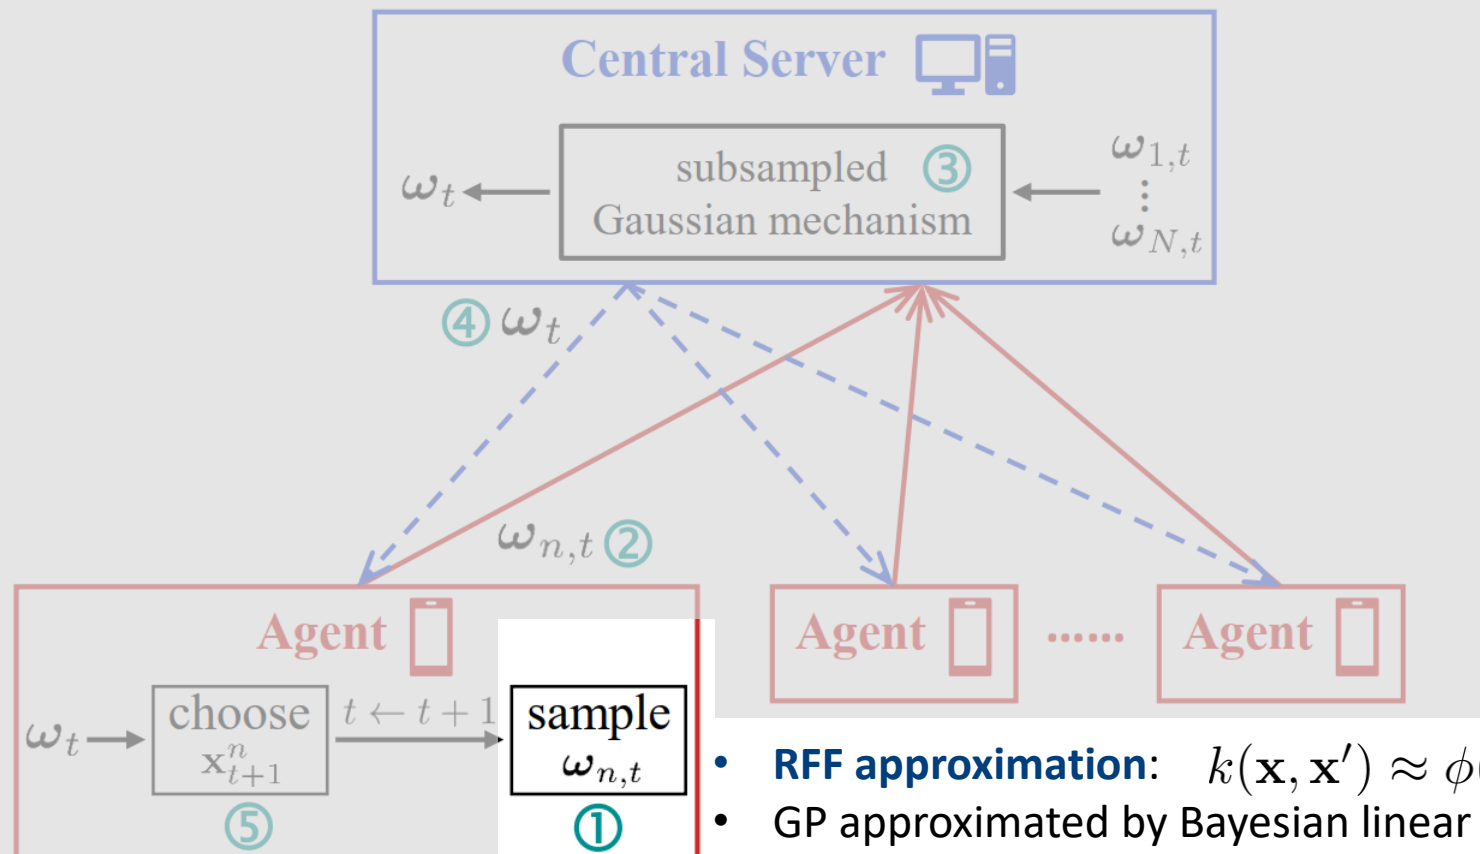 Central Server
subsampled ③
Gaussian mechanism
ω_t
ω_{1,t}
⋮
ω_{N,t}
④ ω_t
ω_{n,t} ②
Agent
Agent
......
Agent
ω_t
choose
x^n_{t+1}
t ← t + 1
sample
ω_{n,t}
⑤
①
• RFF approximation: k(x, x′) ≈ ϕ(
• GP approximated by Bayesian linear